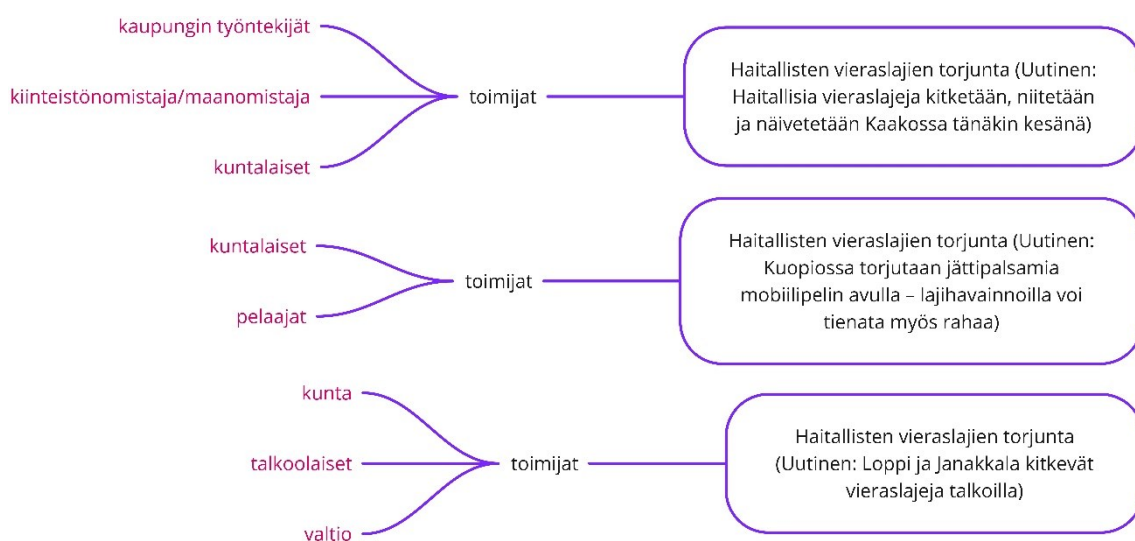 kaupungin työntekijät
kiinteistönomistaja/maanomistaja
kuntalaiset
toimijat
Haitallisten vieraslajien torjunta (Uutinen:
Haitallisia vieraslajeja kitketään, niitetään
ja näivetetään Kaakossa tänäkin kesänä)
kuntalaiset
pelaajat
toimijat
Haitallisten vieraslajien torjunta (Uutinen:
Kuopiossa torjutaan jättipalsamia
mobiilipelin avulla – lajihavainnoilla voi
tienata myös rahaa)
kunta
talkoolaiset
valtio
toimijat
Haitallisten vieraslajien torjunta
(Uutinen: Loppi ja Janakkala kitkevät
vieraslajeja talkoilla)